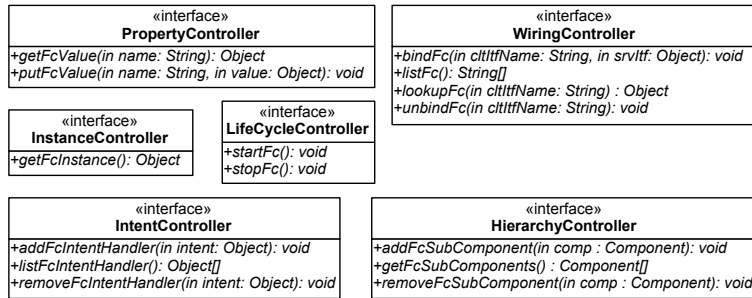 «interface»
PropertyController
+getFcValue(in name: String): Object
+putFcValue(in name: String, in value: Object): void
«interface»
WiringController
+bindFc(in cltItfName: String, in srvItf: Object): void
+listFc(): String[]
+lookupFc(in cltItfName: String) : Object
+unbindFc(in cltItfName: String): void
«interface»
InstanceController
+getFcInstance(): Object
«interface»
LifeCycleController
+startFc(): void
+stopFc(): void
«interface»
IntentController
+addFcIntentHandler(in intent: Object): void
+listFcIntentHandler(): Object[]
+removeFcIntentHandler(in intent: Object): void
«interface»
HierarchyController
+addFcSubComponent(in comp : Component): void
+getFcSubComponents() : Component[]
+removeFcSubComponent(in comp : Component): void